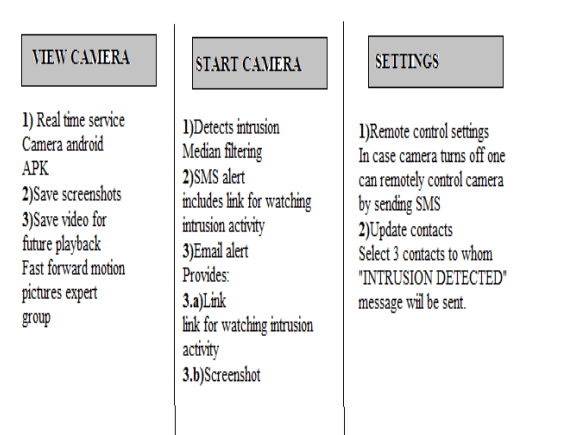 VIEW CAMERA
1) Real time service
Camera android
APK
2)Save screenshots
3)Save video for
future playback
Fast forward motion
pictures expert
group
START CAMERA
1)Detects intrusion
Median filtering
2)SMS alert
includes link for watching
intrusion activity
3)Email alert
Provides:
3.a)Link
link for watching intrusion
activity
3.b)Screenshot
SETTINGS
1)Remote control settings
In case camera turns off one
can remotely control camera
by sending SMS
2)Update contacts
Select 3 contacts to whom
"INTRUSION DETECTED"
message will be sent.